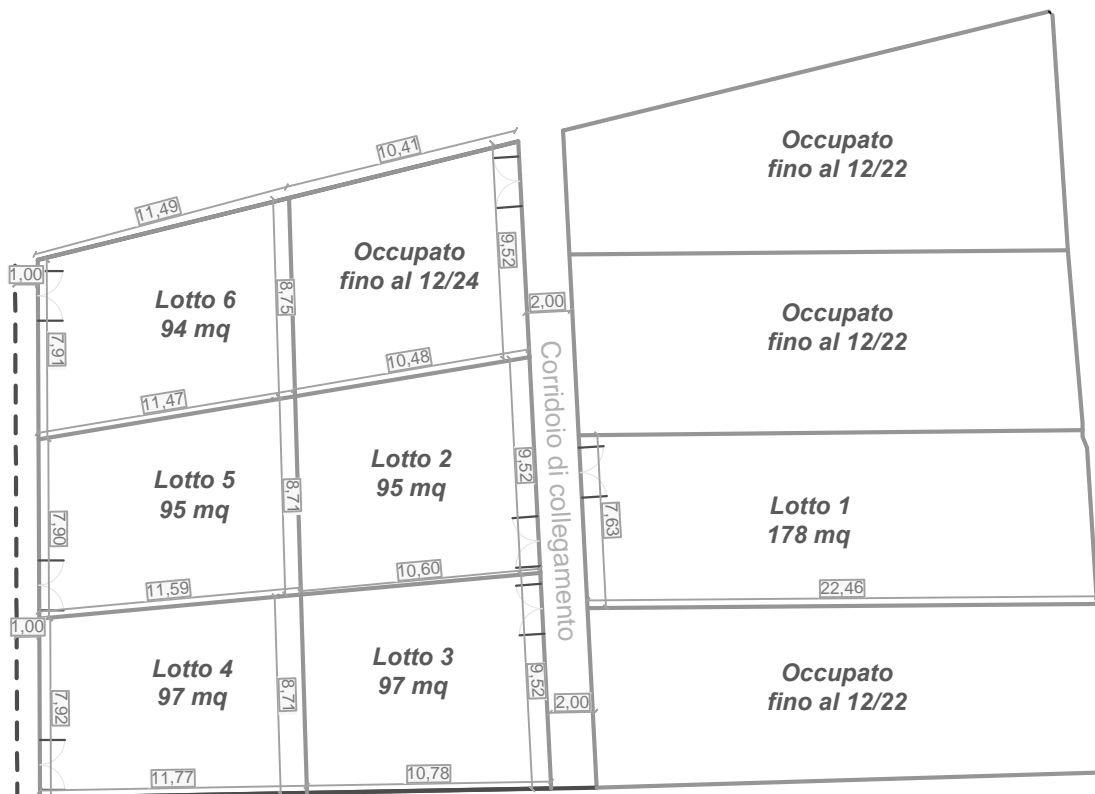 Occupato
fino al 12/22
10,41
11,49
Occupato
fino al 12/24
9,52
1,00
Lotto 6
94 mq
8,75
2,00
Occupato
fino al 12/22
7,91
10,48
11,47
Corridoio di collegamento
Lotto 5
95 mq
8,71
Lotto 2
95 mq
9,52
7,90
7,63
Lotto 1
178 mq
11,59
10,60
22,46
1,00
Lotto 4
97 mq
8,71
Lotto 3
97 mq
9,52
7,92
2,00
Occupato
fino al 12/22
11,77
10,78